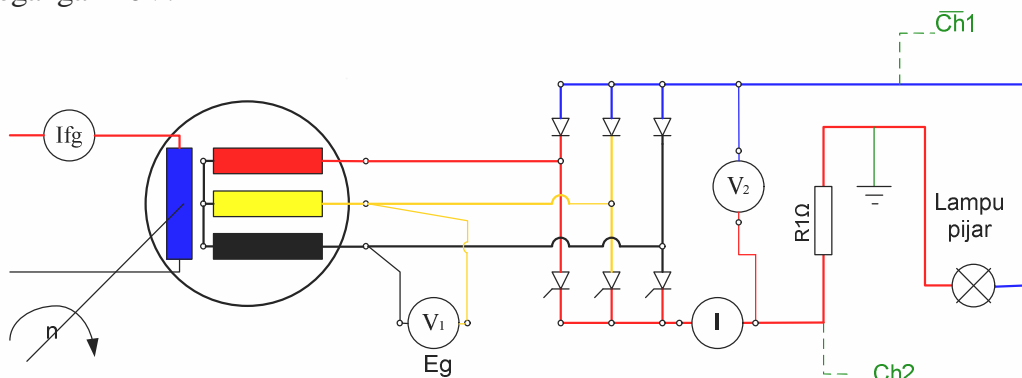 Ch1
Ifg
V2
R1Ω
Lampu
pijar
n
V1
I
Eg
Ch2